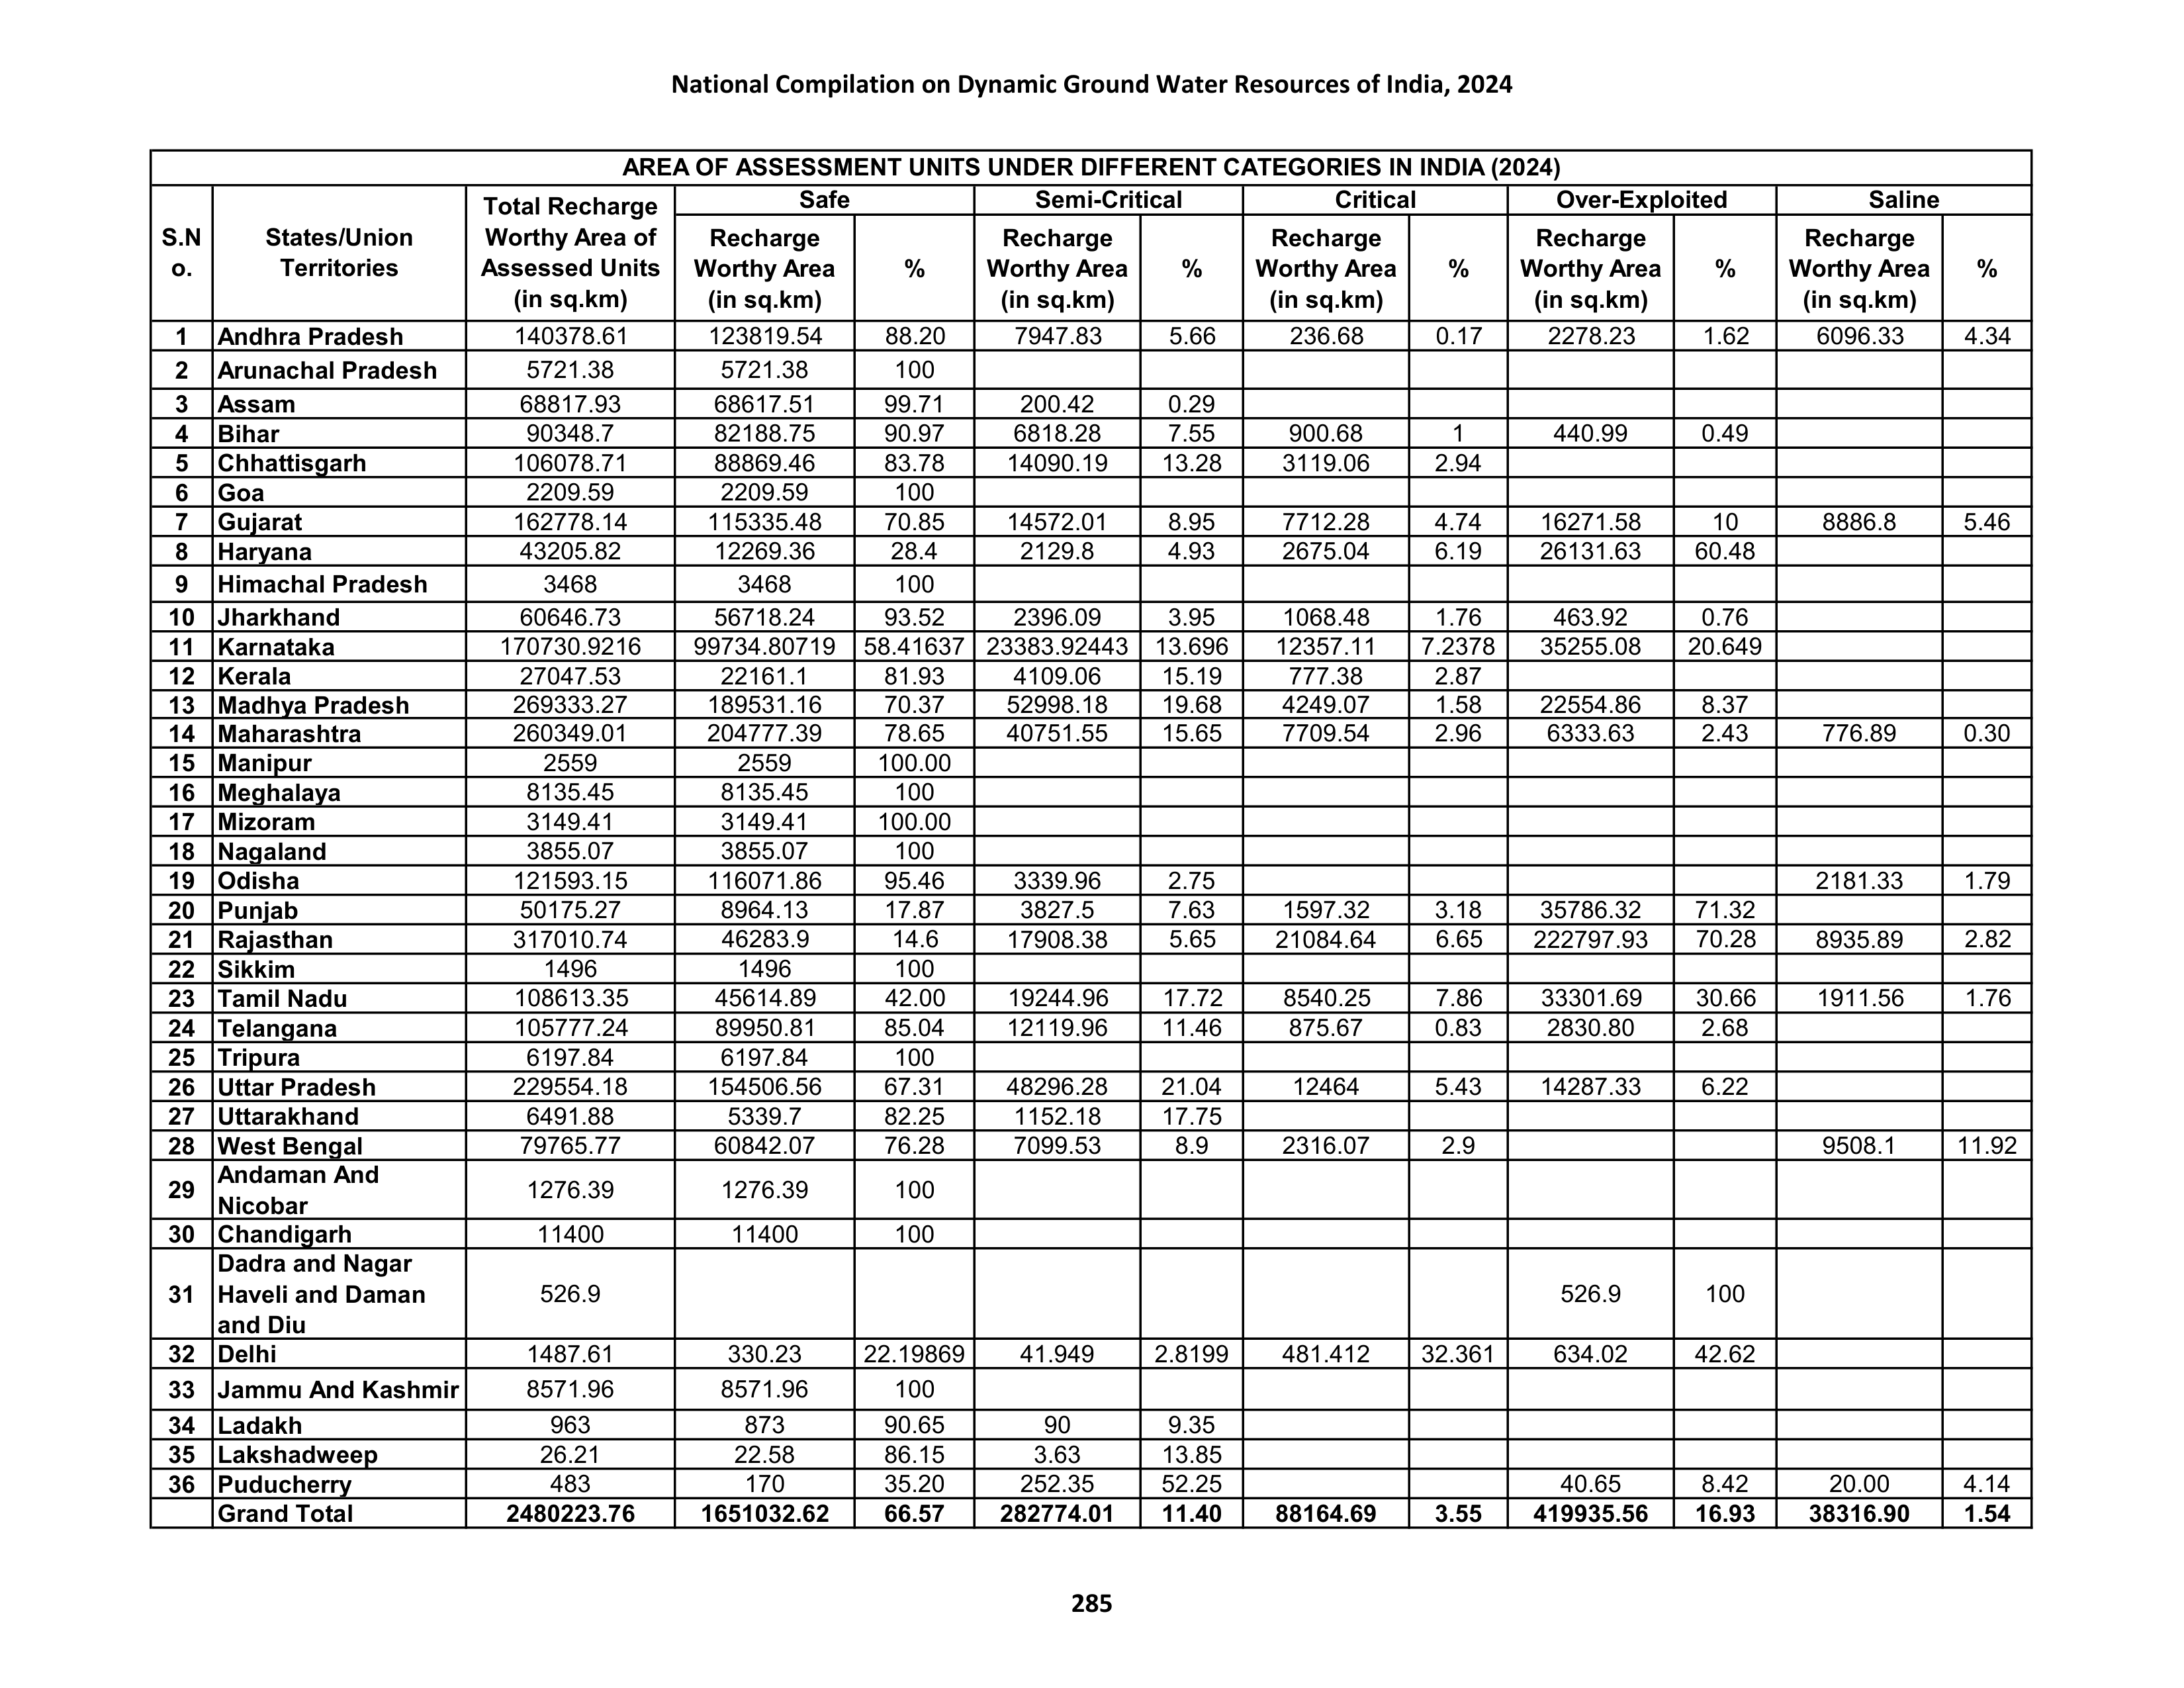 National Compilation on Dynamic Ground Water Resources of India, 2024
AREA OF ASSESSMENT UNITS UNDER DIFFERENT CATEGORIES IN INDIA (2024)
S.N o. States/Union Territories Total Recharge Worthy Area of Assessed Units (in sq.km) Safe Semi-Critical Critical Over-Exploited Saline
Recharge Worthy Area (in sq.km) % Recharge Worthy Area (in sq.km) % Recharge Worthy Area (in sq.km) % Recharge Worthy Area (in sq.km) % Recharge Worthy Area (in sq.km) %
1 Andhra Pradesh 140378.61 123819.54 88.20 7947.83 5.66 236.68 0.17 2278.23 1.62 6096.33 4.34
2 Arunachal Pradesh 5721.38 5721.38 100
3 Assam 68817.93 68617.51 99.71 200.42 0.29
4 Bihar 90348.7 82188.75 90.97 6818.28 7.55 900.68 1 440.99 0.49
5 Chhattisgarh 106078.71 88869.46 83.78 14090.19 13.28 3119.06 2.94
6 Goa 2209.59 2209.59 100
7 Gujarat 162778.14 115335.48 70.85 14572.01 8.95 7712.28 4.74 16271.58 10 8886.8 5.46
8 Haryana 43205.82 12269.36 28.4 2129.8 4.93 2675.04 6.19 26131.63 60.48
9 Himachal Pradesh 3468 3468 100
10 Jharkhand 60646.73 56718.24 93.52 2396.09 3.95 1068.48 1.76 463.92 0.76
11 Karnataka 170730.9216 99734.80719 58.41637 23383.92443 13.696 12357.11 7.2378 35255.08 20.649
12 Kerala 27047.53 22161.1 81.93 4109.06 15.19 777.38 2.87
13 Madhya Pradesh 269333.27 189531.16 70.37 52998.18 19.68 4249.07 1.58 22554.86 8.37
14 Maharashtra 260349.01 204777.39 78.65 40751.55 15.65 7709.54 2.96 6333.63 2.43 776.89 0.30
15 Manipur 2559 2559 100.00
16 Meghalaya 8135.45 8135.45 100
17 Mizoram 3149.41 3149.41 100.00
18 Nagaland 3855.07 3855.07 100
19 Odisha 121593.15 116071.86 95.46 3339.96 2.75 2181.33 1.79
20 Punjab 50175.27 8964.13 17.87 3827.5 7.63 1597.32 3.18 35786.32 71.32
21 Rajasthan 317010.74 46283.9 14.6 17908.38 5.65 21084.64 6.65 222797.93 70.28 8935.89 2.82
22 Sikkim 1496 1496 100
23 Tamil Nadu 108613.35 45614.89 42.00 19244.96 17.72 8540.25 7.86 33301.69 30.66 1911.56 1.76
24 Telangana 105777.24 89950.81 85.04 12119.96 11.46 875.67 0.83 2830.80 2.68
25 Tripura 6197.84 6197.84 100
26 Uttar Pradesh 229554.18 154506.56 67.31 48296.28 21.04 12464 5.43 14287.33 6.22
27 Uttarakhand 6491.88 5339.7 82.25 1152.18 17.75
28 West Bengal 79765.77 60842.07 76.28 7099.53 8.9 2316.07 2.9 9508.1 11.92
29 Andaman And Nicobar 1276.39 1276.39 100
30 Chandigarh 11400 11400 100
31 Dadra and Nagar Haveli and Daman and Diu 526.9 526.9 100
32 Delhi 1487.61 330.23 22.19869 41.949 2.8199 481.412 32.361 634.02 42.62
33 Jammu And Kashmir 8571.96 8571.96 100
34 Ladakh 963 873 90.65 90 9.35
35 Lakshadweep 26.21 22.58 86.15 3.63 13.85
36 Puducherry 483 170 35.20 252.35 52.25 40.65 8.42 20.00 4.14
Grand Total 2480223.76 1651032.62 66.57 282774.01 11.40 88164.69 3.55 419935.56 16.93 38316.90 1.54
285